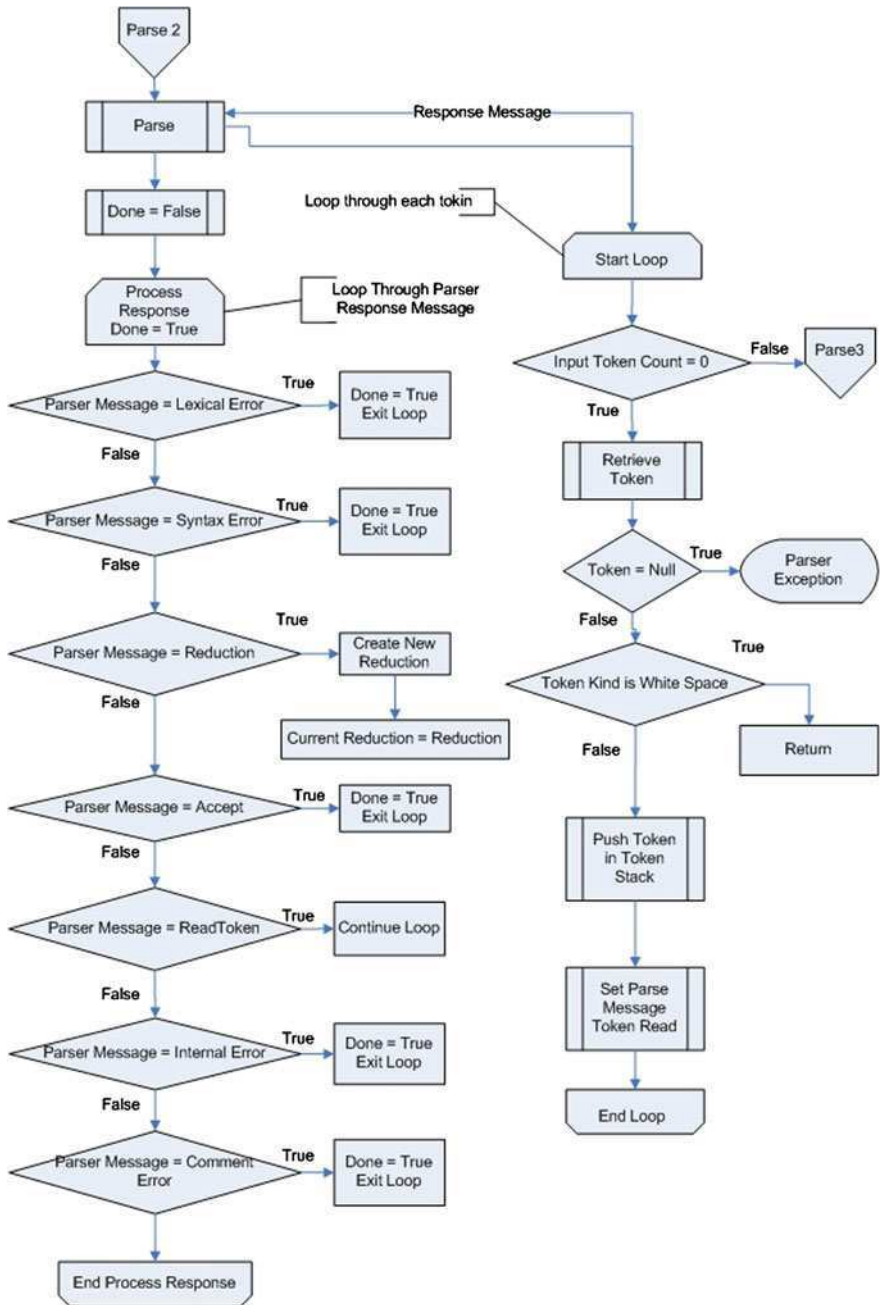 Parse 2
Parse
Response Message
Done = False
Loop through each tokin
Start Loop
Process
Response
Done = True
Loop Through Parser
Response Message
Input Token Count = 0
False
Parse3
True
Parser Message = Lexical Error
True
Done = True
Exit Loop
False
Retrieve
Token
Parser Message = Syntax Error
True
Done = True
Exit Loop
False
Token = Null
True
Parser
Exception
False
Parser Message = Reduction
True
Create New
Reduction
Current Reduction = Reduction
False
Token Kind is White Space
True
Return
False
Parser Message = Accept
True
Done = True
Exit Loop
False
Push Token
in Token
Stack
Parser Message = ReadToken
True
Continue Loop
False
Set Parse
Message
Token Read
Parser Message = Internal Error
True
Done = True
Exit Loop
False
End Loop
Parser Message = Comment
Error
True
Done = True
Exit Loop
End Process Response